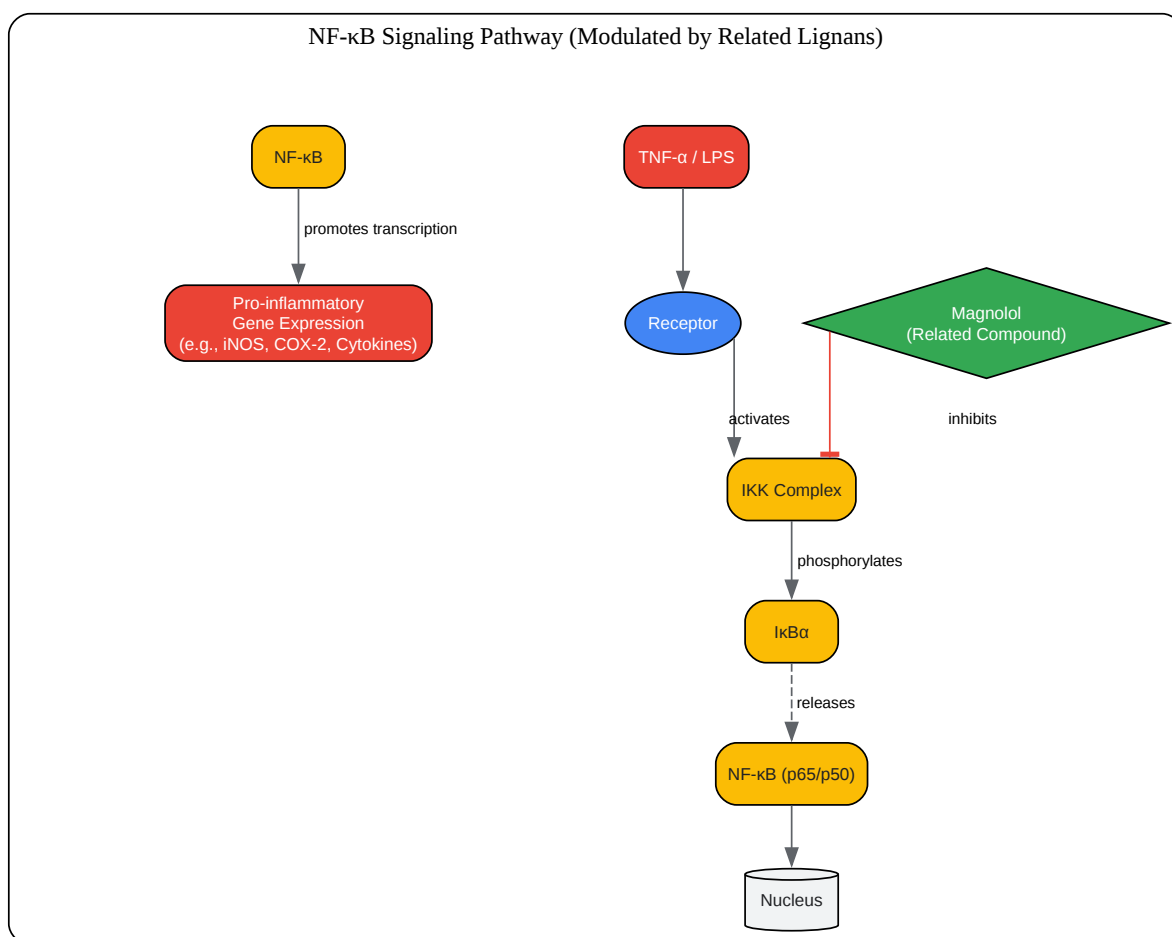 NF-κB Signaling Pathway (Modulated by Related Lignans)
NF-κB
promotes transcription
Pro-inflammatory
Gene Expression
(e.g., iNOS, COX-2, Cytokines)
TNF-α / LPS
Receptor
Magnolol
(Related Compound)
activates
inhibits
IKK Complex
phosphorylates
IκBα
releases
NF-κB (p65/p50)
Nucleus